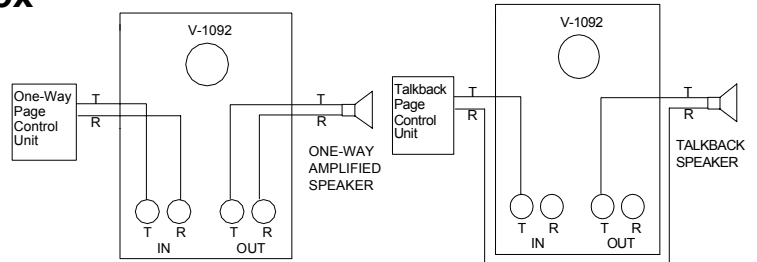 V-1092
One-Way
Page
Control
Unit
T
R
T
R
ONE-WAY
AMPLIFIED
SPEAKER
T R T R
IN OUT
V-1092
Talkback
Page
Control
Unit
T
R
T
R
TALKBACK
SPEAKER
T R T R
IN OUT